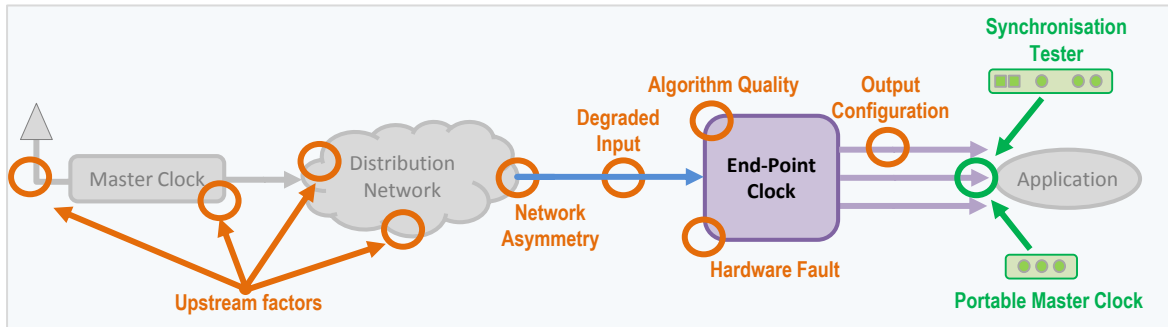 Synchronisation
Tester
Algorithm Quality
Output
Configuration
Degraded
Input
Master Clock
Distribution
Network
End-Point
Clock
Application
Network
Asymmetry
Hardware Fault
Upstream factors
Portable Master Clock